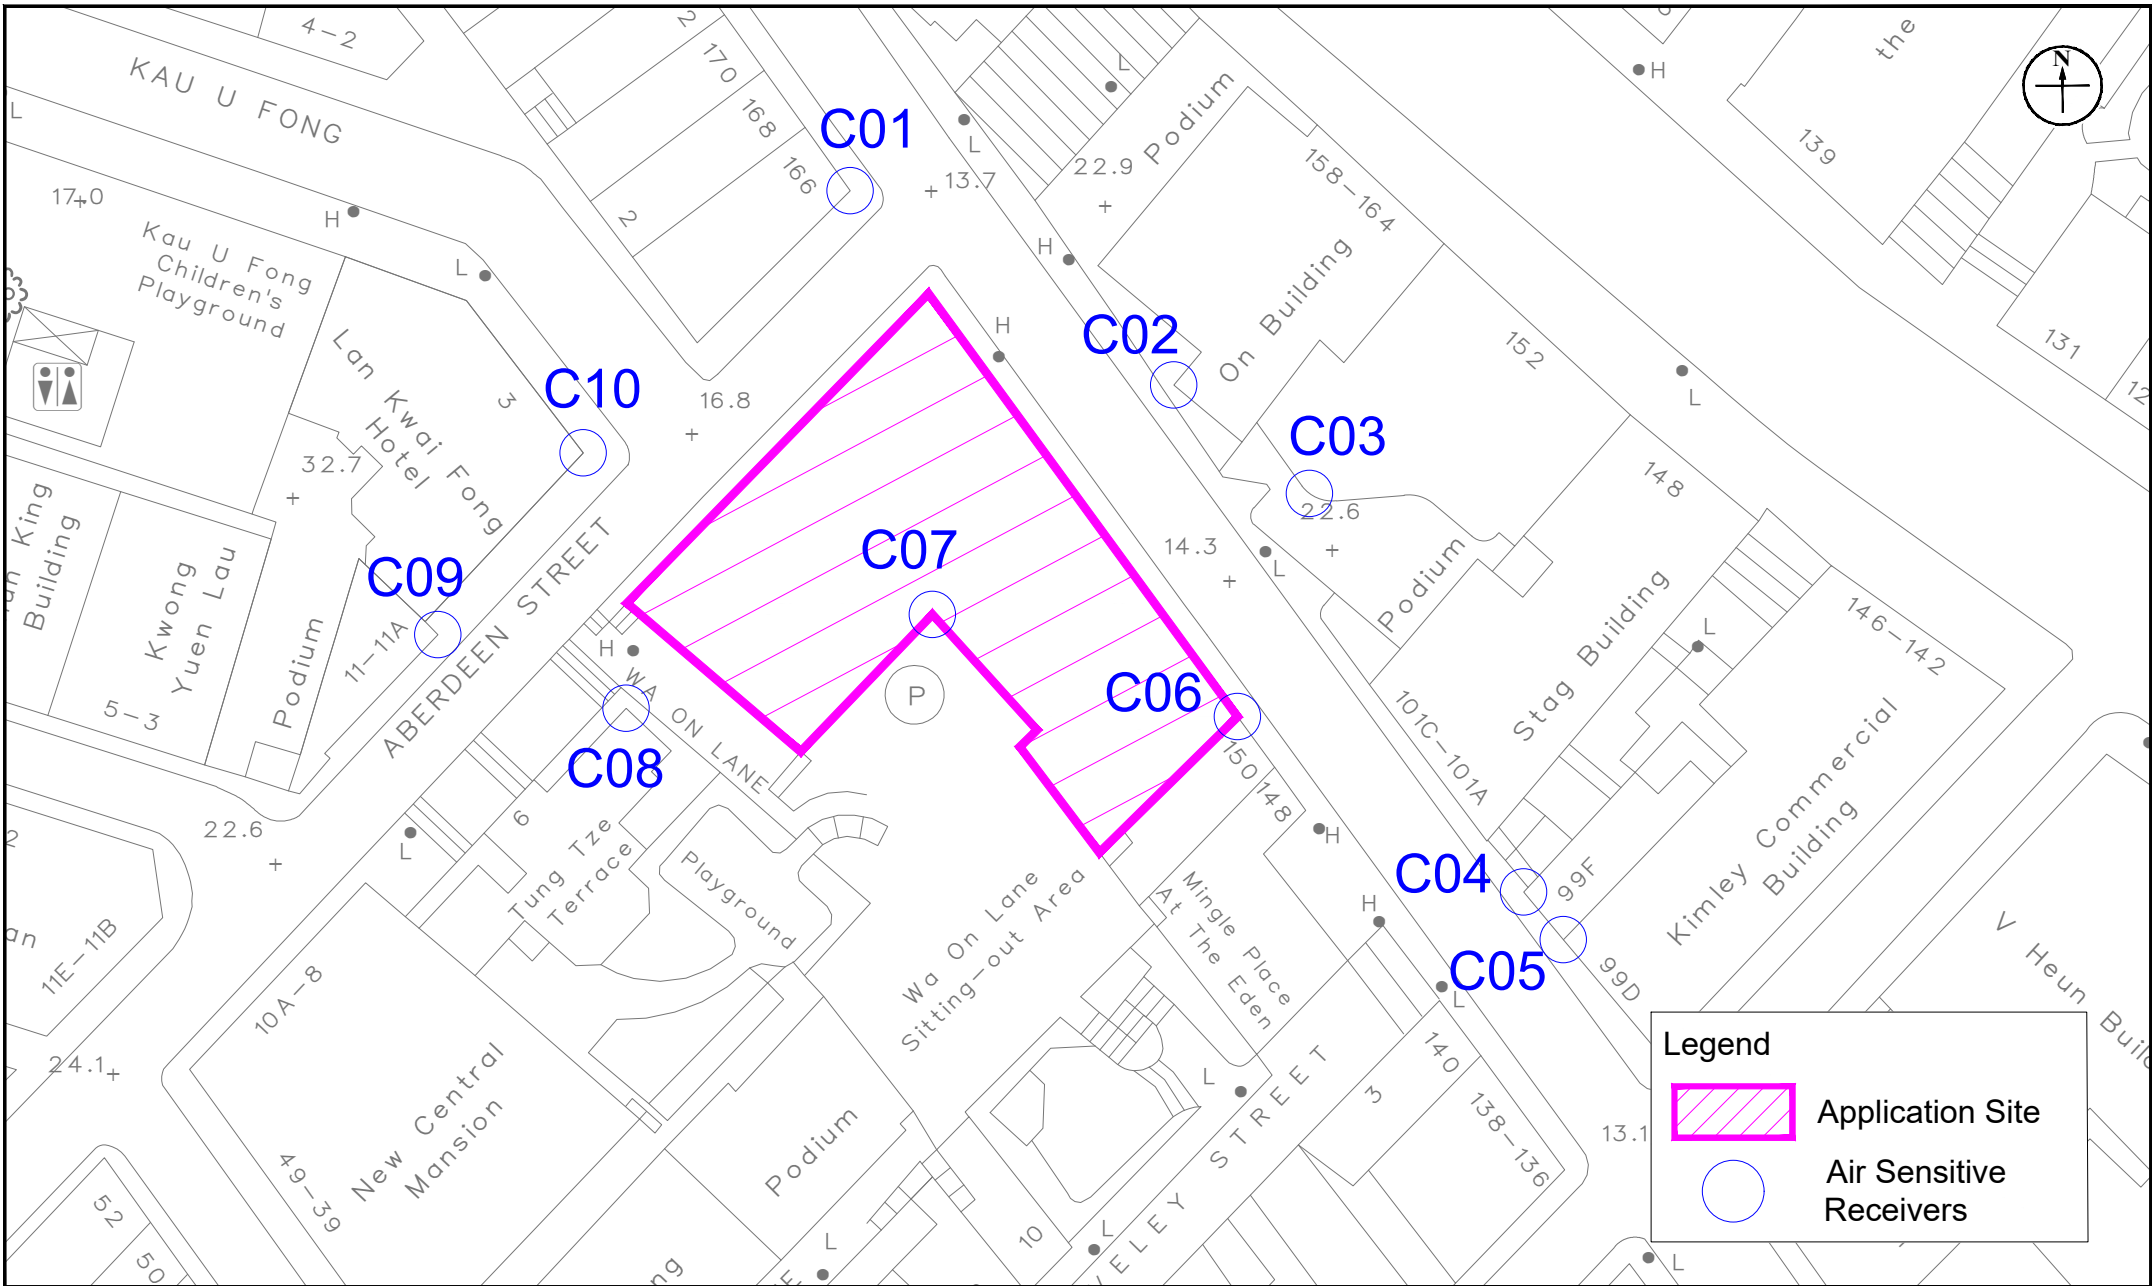 4-2
2
170
168
166
2
KAU U FONG
L
17.0
H
L
Kau U Fong
Children's
Playground
C01
L
L
13.7
22.9
Podium
158-164
H
H
the
139
N
131
12
Lan Kwai Fong
Hotel
3
C10
16.8
H
C02
On Building
152
L
C03
22.6
148
32.7
Building
Kwong
Yuen Lau
5-3
Podium
C09
11-11A
ABERDEEN STREET
C07
14.3
L
Podium
Stag Building
L
146-142
H
WA ON LANE
P
C06
150
148
101C-101A
C08
22.6
L
6
Tung Tze
Terrace
Playground
Wa On Lane
Sitting-out Area
Mingle Place
At The Eden
H
H
C04
99F
Kimley Commercial
Building
C05
L
99D
V Heun
11E-11B
10A-8
24.1
New Central
Mansion
49-39
52
50
Podium
L
10
L
L
STREET
140
3
138-136
13.1
L
Legend
Application Site
Air Sensitive
Receivers